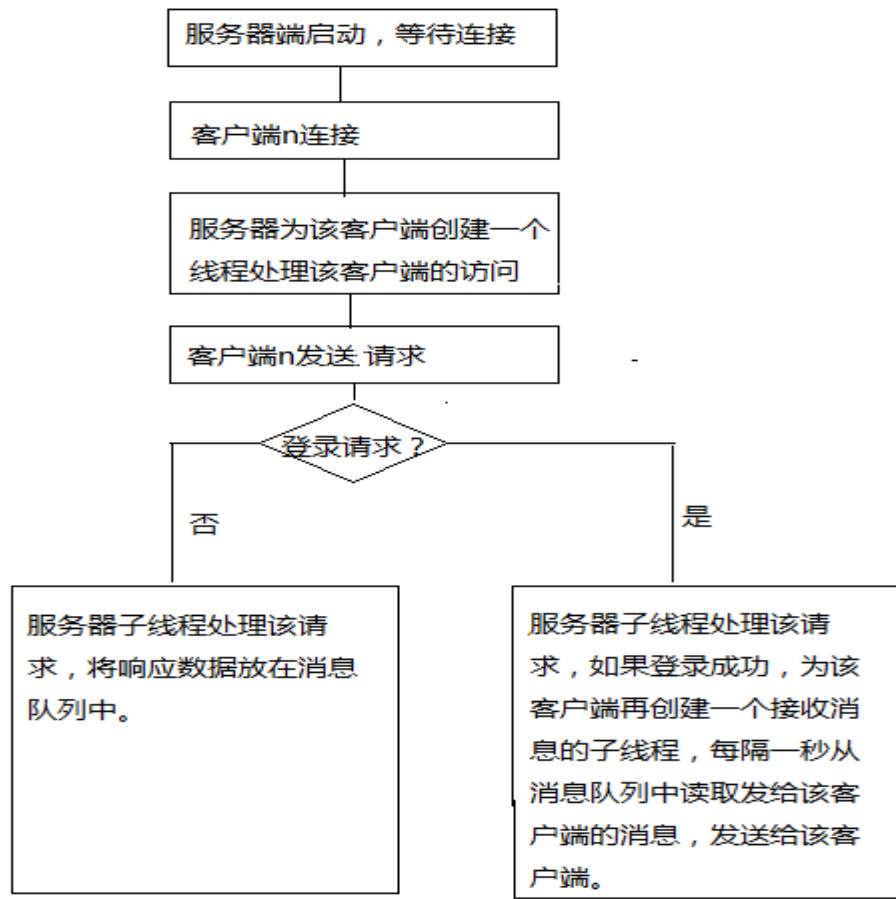 服务器端启动，等待连接
客户端n连接
服务器为该客户端创建一个
线程处理该客户端的访问
客户端n发送 请求
登录请求？
否
是
服务器子线程处理该请
求，将响应数据放在消息
队列中。
服务器子线程处理该请
求，如果登录成功，为该
客户端再创建一个接收消
息的子线程，每隔一秒从
消息队列中读取发给该客
户端的消息，发送给该客
户端。